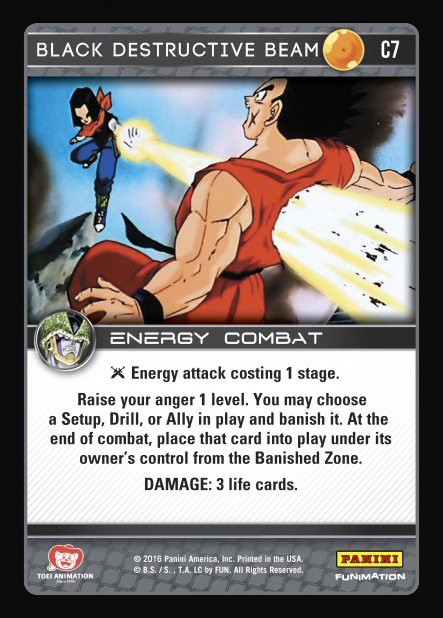 BLACK DESTRUCTIVE BEAM C7
ENERGY COMBAT
Energy attack costing 1 stage.
Raise your anger 1 level. You may choose
a Setup, Drill, or Ally in play and banish it. At the
end of combat, place that card into play under its
owner's control from the Banished Zone.
DAMAGE: 3 life cards.
TOEI ANIMATION
Since 1956
© 2016 Panini America, Inc. Printed in the USA.
© B.S. / S. , T.A. LC by FUN. All Rights Reserved.
PANINI
FUNIMATION